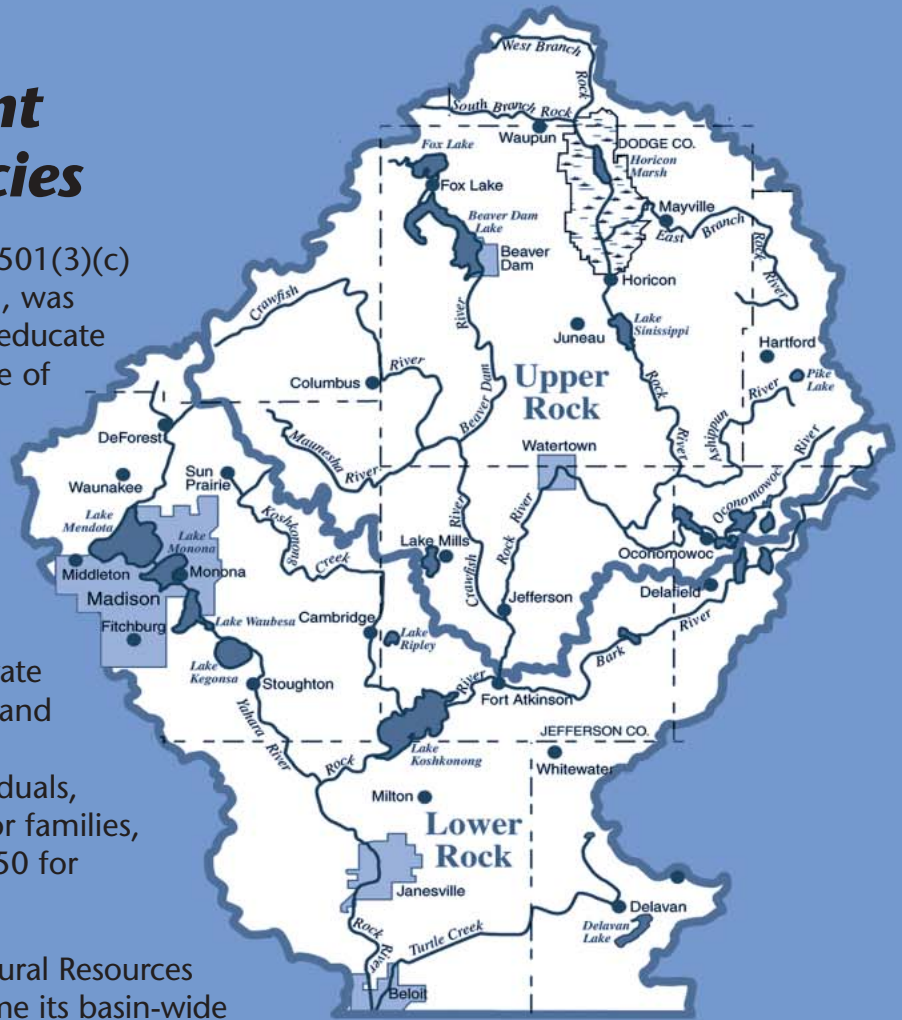 nt
cies
501(3)(c)
, was
educate
e of
ate
and
duals,
or families,
50 for
ural Resources
me its basin-wide
West Branch
Rock
South Branch Rock
Waupun
DODGE CO.
Horicon
Marsh
Fox Lake
Fox Lake
Mayville
East Branch
Rock
River
Beaver Dam
Lake
Beaver
Dam
Horicon
Crawfish
River
River
Lake
Sinissippi
Juneau
Hartford
Pike
Lake
Columbus
Beaver Dam
Upper
Rock
Rock
River
Ashippun
River
DeForest
Maunesha
River
Watertown
Waunakee
Sun
Prairie
Oconomowoc
River
Lake
Mendota
Lake
Monona
Koshkonong
Creek
Lake Mills
River
Crawfish
Rock River
Oconomowoc
Middleton
Monona
Madison
Delafield
Jefferson
Fitchburg
Lake Waubesa
Cambridge
Lake
Ripley
Bark
River
Lake
Kegonsa
Stoughton
River
Fort Atkinson
Yahara River
Rock
Lake
Koshkonong
JEFFERSON CO.
Whitewater
Milton
Lower
Rock
Janesville
Delavan
Delavan
Lake
Rock
River
Turtle Creek
Beloit